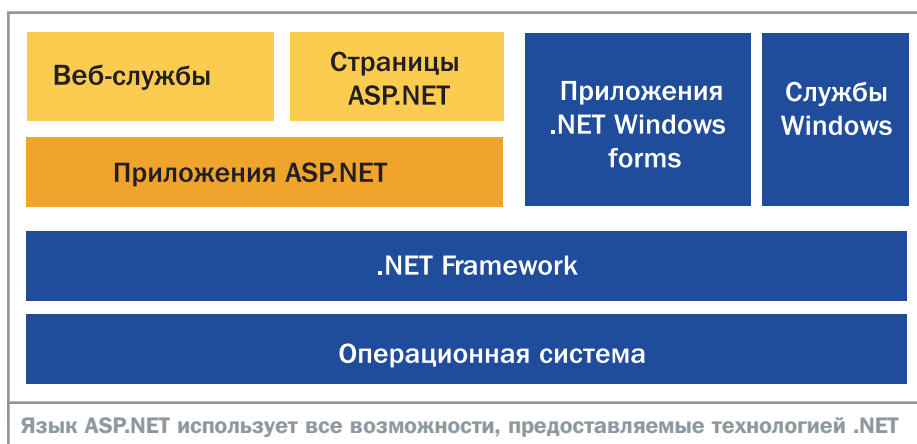 Веб-службы
Страницы
ASP.NET
Приложения
.NET Windows
forms
Службы
Windows
Приложения ASP.NET
.NET Framework
Операционная система
Язык ASP.NET использует все возможности, предоставляемые технологией .NET